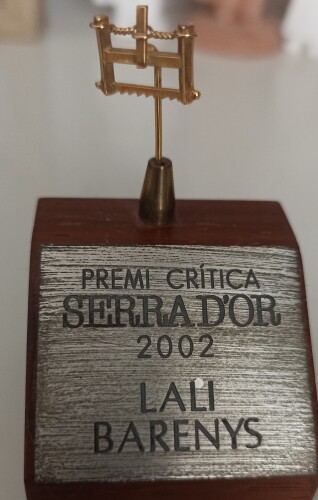 PREMI CRÍTICA
SERRA D'OR
2002
LALI
BARENYS